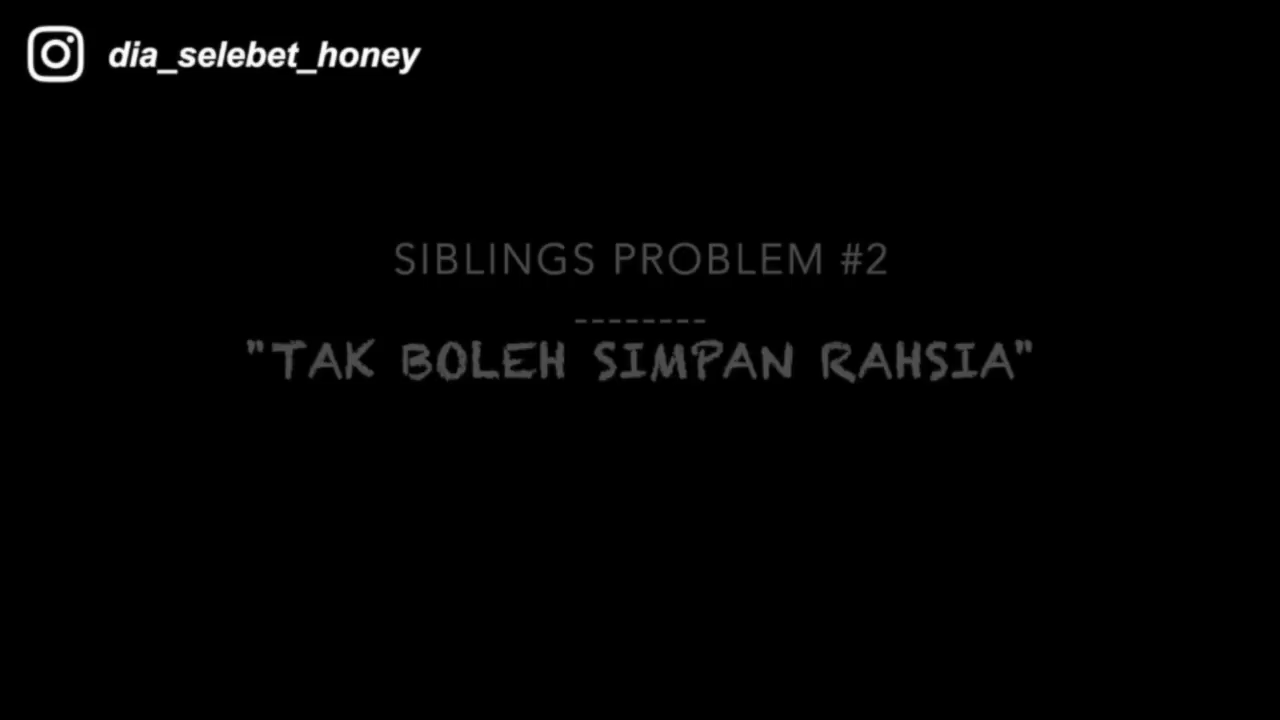 dia_selebet_honey
SIBLINGS PROBLEM #2
--------
"TAK BOLEH SIMPAN RAHSIA"